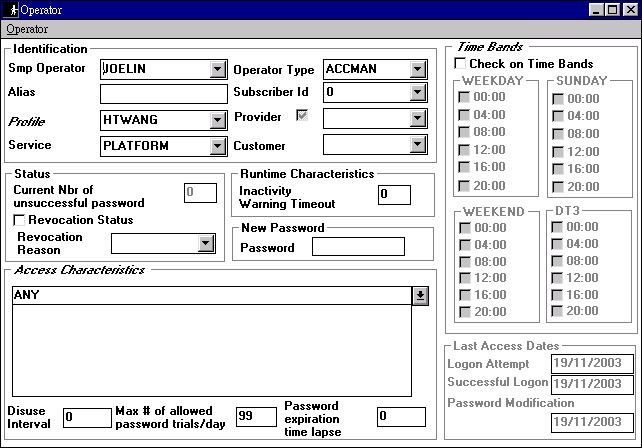 Operator
Operator
Identification
Smp Operator JOELIN Operator Type ACCMAN
Alias Subscriber Id 0
Profile HTWANG Provider
Service PLATFORM Customer
Status
Current Nbr of
unsuccessful password 0
Revocation Status
Revocation
Reason
Runtime Characteristics
Inactivity
Warning Timeout 0
New Password
Password
Access Characteristics
ANY
Disuse
Interval 0
Max # of allowed
password trials/day 99
Password
expiration
time lapse 0
Time Bands
Check on Time Bands
WEEKDAY
00:00
04:00
08:00
12:00
16:00
20:00
SUNDAY
00:00
04:00
08:00
12:00
16:00
20:00
WEEKEND
00:00
04:00
08:00
12:00
16:00
20:00
DT3
00:00
04:00
08:00
12:00
16:00
20:00
Last Access Dates
Logon Attempt 19/11/2003
Successful Logon 19/11/2003
Password Modification
19/11/2003